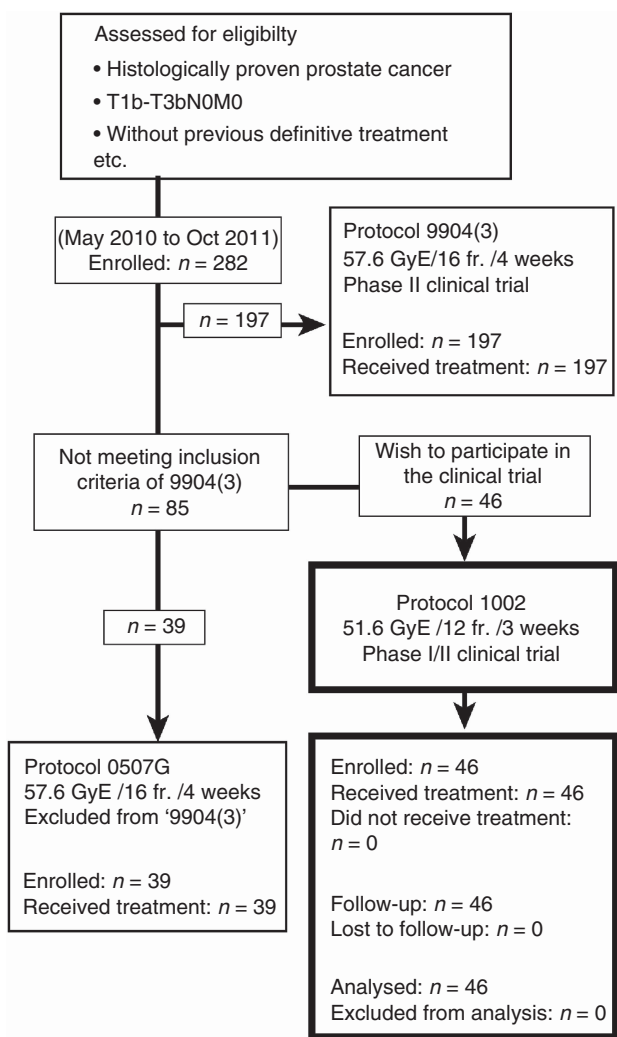 Assessed for eligibilty
• Histologically proven prostate cancer
• T1b-T3bN0M0
• Without previous definitive treatment
etc.
(May 2010 to Oct 2011)
Enrolled: n = 282
n = 197
Protocol 9904(3)
57.6 GyE/16 fr. /4 weeks
Phase II clinical trial
Enrolled: n = 197
Received treatment: n = 197
Not meeting inclusion
criteria of 9904(3)
n = 85
Wish to participate in
the clinical trial
n = 46
Protocol 1002
51.6 GyE /12 fr. /3 weeks
Phase I/II clinical trial
n = 39
Protocol 0507G
57.6 GyE /16 fr. /4 weeks
Excluded from ‘9904(3)’
Enrolled: n = 39
Received treatment: n = 39
Enrolled: n = 46
Received treatment: n = 46
Did not receive treatment:
n = 0
Follow-up: n = 46
Lost to follow-up: n = 0
Analysed: n = 46
Excluded from analysis: n = 0